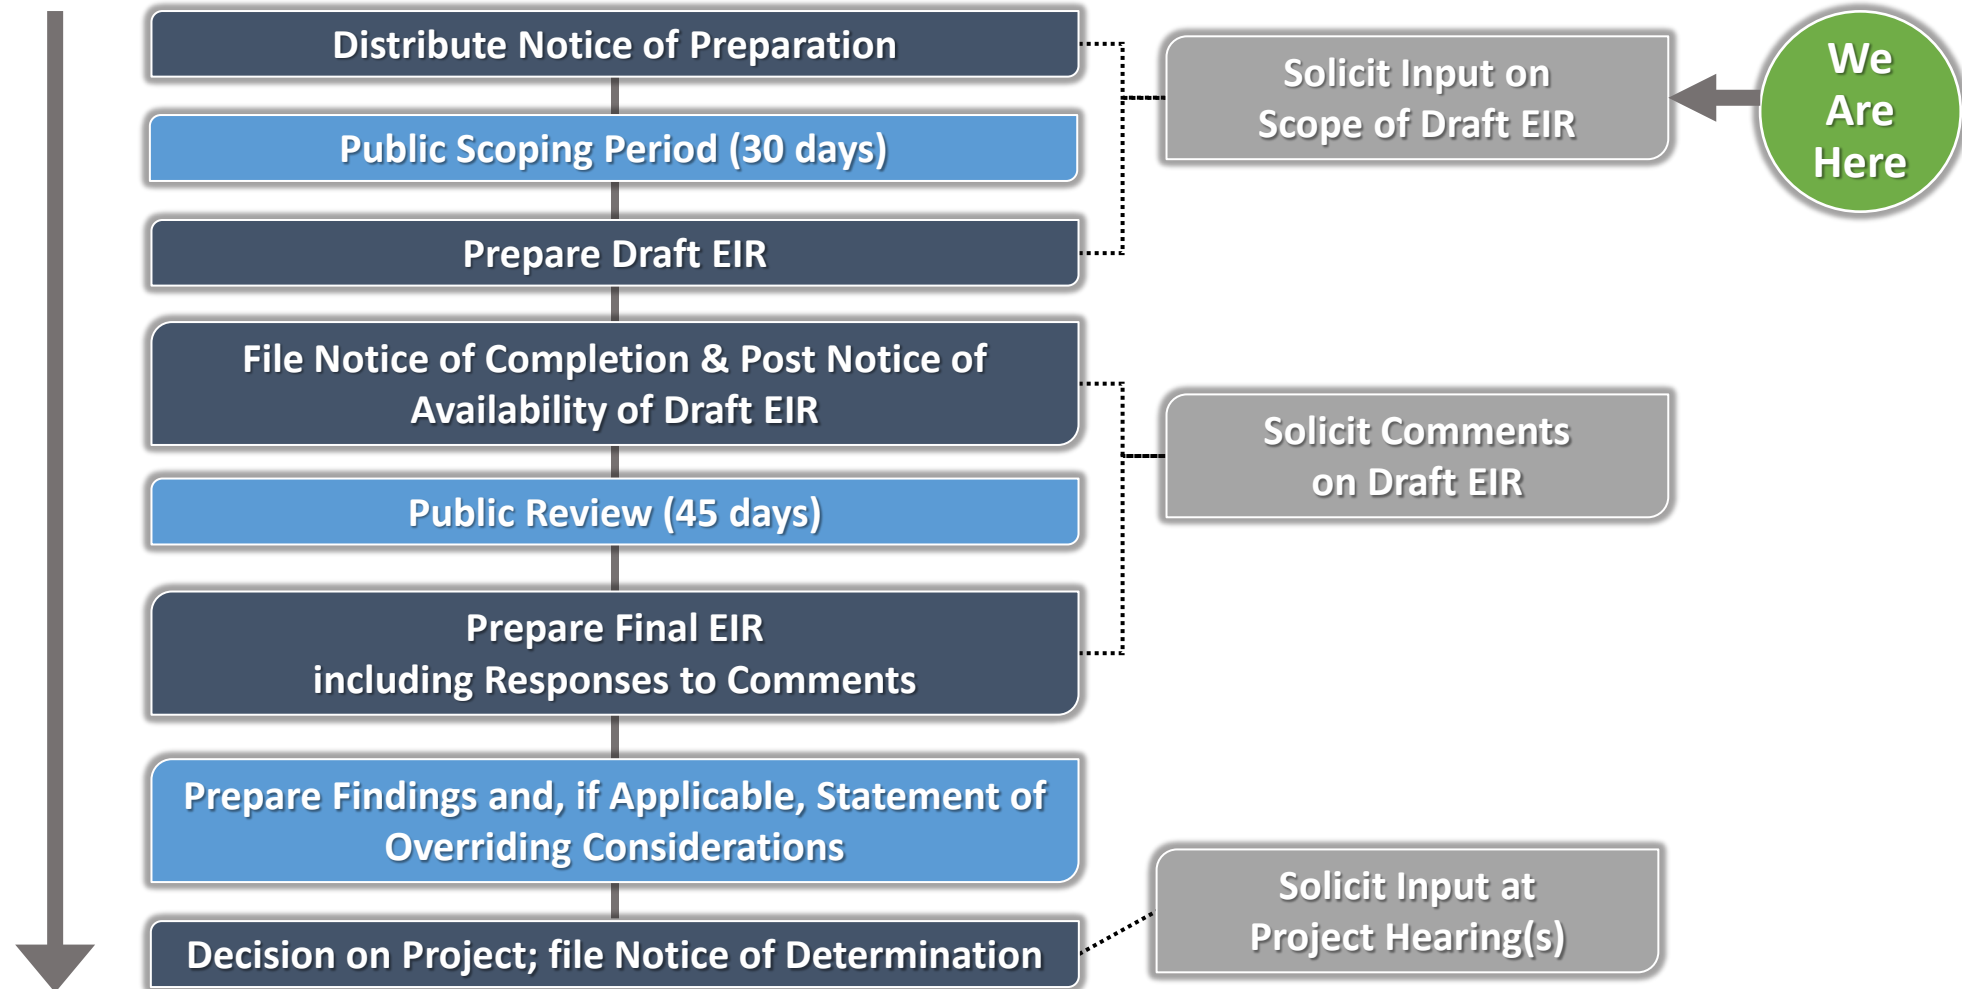 Distribute Notice of Preparation
Solicit Input on
Scope of Draft EIR
We
Are
Here
Public Scoping Period (30 days)
Prepare Draft EIR
File Notice of Completion & Post Notice of
Availability of Draft EIR
Solicit Comments
on Draft EIR
Public Review (45 days)
Prepare Final EIR
including Responses to Comments
Prepare Findings and, if Applicable, Statement of
Overriding Considerations
Solicit Input at
Project Hearing(s)
Decision on Project; file Notice of Determination